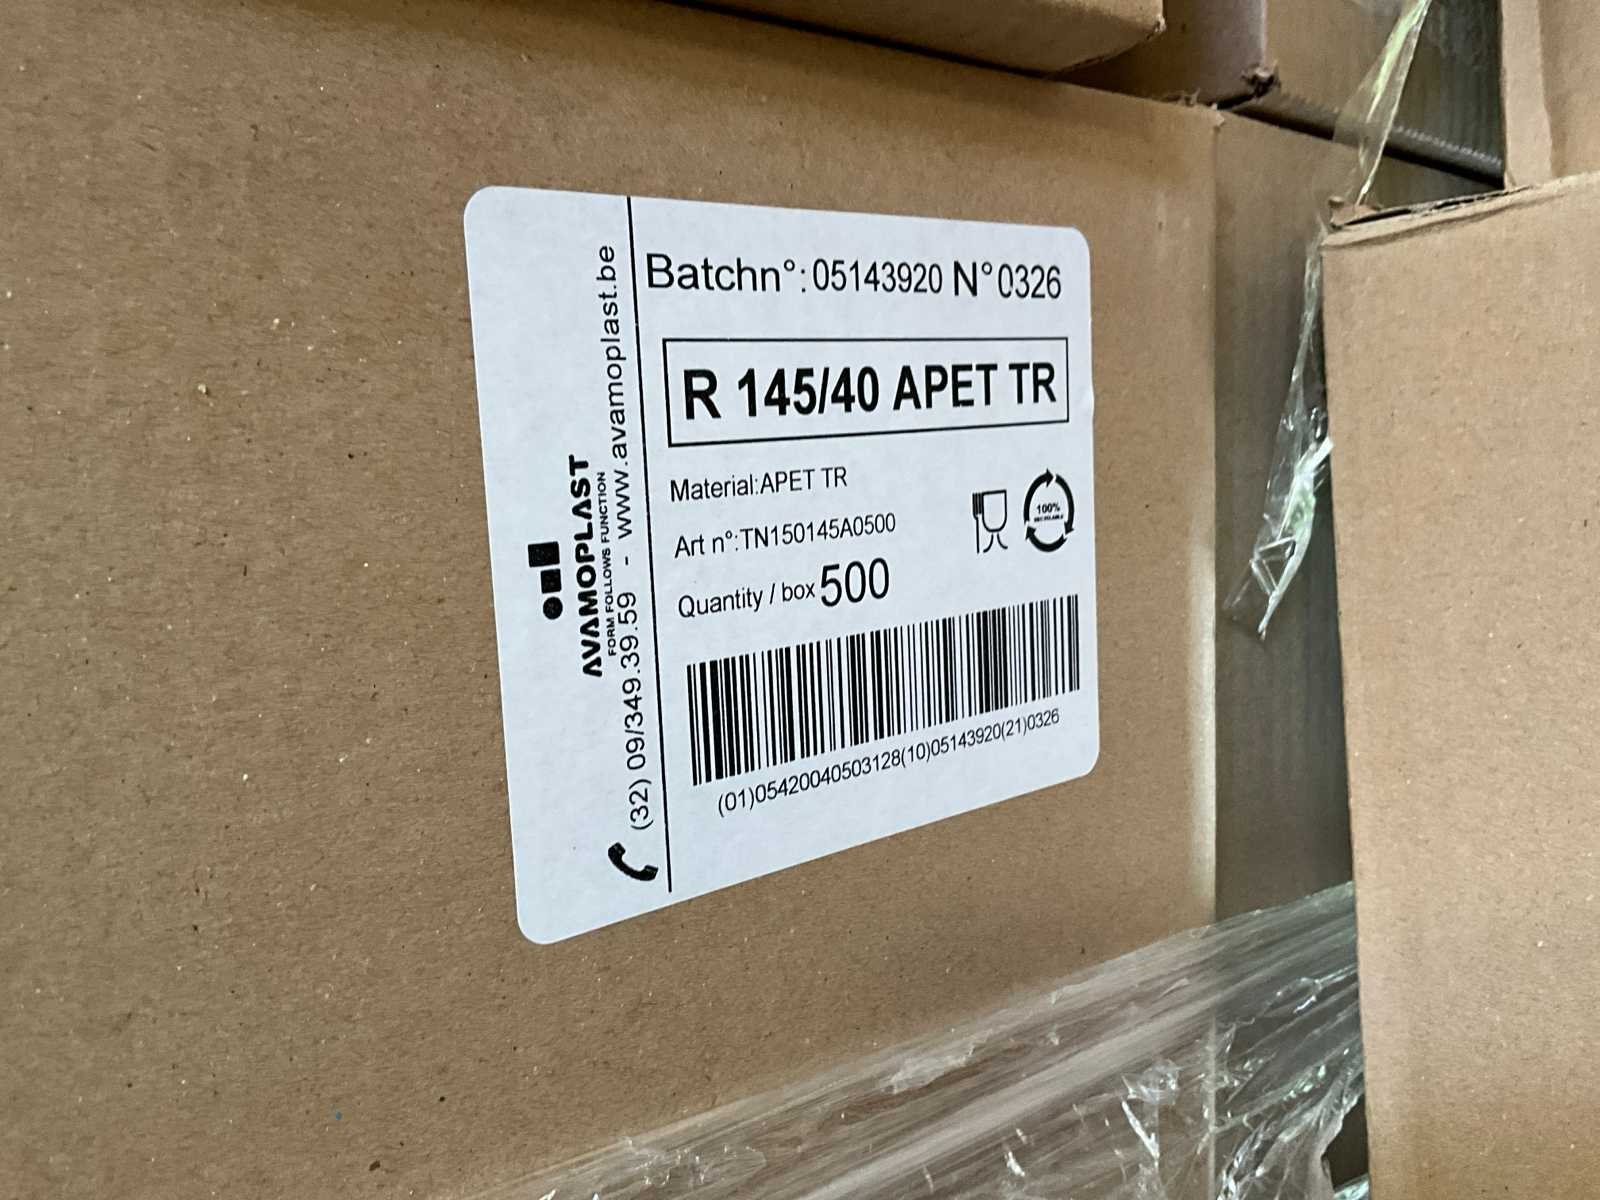 Batchn°:05143920 N°0326
R 145/40 APET TR
Material:APET TR
Art n°:TN150145A0500
Quantity / box 500
100%
RECYCLABLE
(01)05420040503128(10)05143920(21)0326
AVAMOPLAST
FORM FOLLOWS FUNCTION
(32) 09/349.39.59 - www.avamoplast.be